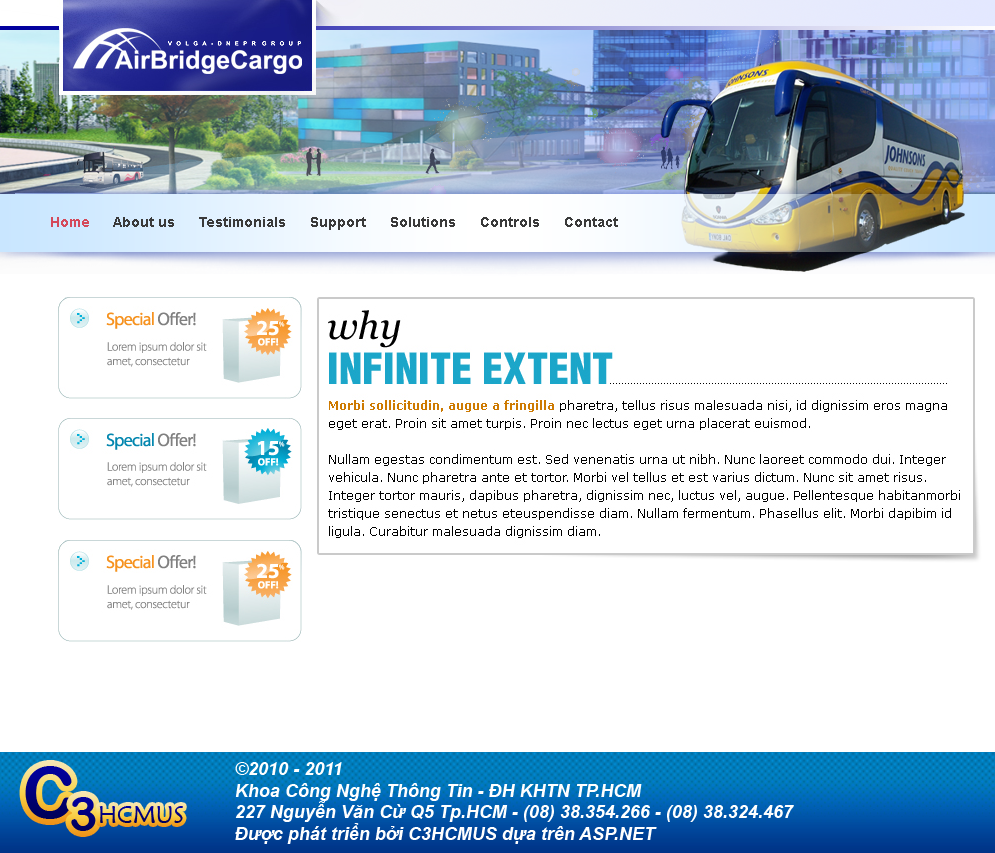 VOLGA-DNEPR GROUP
AirBridgeCargo
JOHNSONS
JOHNSONS
Home About us Testimonials Support Solutions Controls Contact
Special Offer!
Lorem ipsum dolor sit
amet, consectetur
25%
OFF!
Special Offer!
Lorem ipsum dolor sit
amet, consectetur
15%
OFF!
Special Offer!
Lorem ipsum dolor sit
amet, consectetur
25%
OFF!
why
INFINITE EXTENT
Morbi sollicitudin, augue a fringilla pharetra, tellus risus malesuada nisi, id dignissim eros magna
eget erat. Proin sit amet turpis. Proin nec lectus eget urna placerat euismod.
Nullam egestas condimentum est. Sed venenatis urna ut nibh. Nunc laoreet commodo dui. Integer
vehicula. Nunc pharetra ante et tortor. Morbi vel tellus et est varius dictum. Nunc sit amet risus.
Integer tortor mauris, dapibus pharetra, dignissim nec, luctus vel, augue. Pellentesque habitanmorbi
tristique senectus et netus eteuspendisse diam. Nullam fermentum. Phasellus elit. Morbi dapibim id
ligula. Curabitur malesuada dignissim diam.
C3HCMUS
©2010 - 2011
Khoa Công Nghệ Thông Tin - ĐH KHTN TP.HCM
227 Nguyễn Văn Cừ Q5 Tp.HCM - (08) 38.354.266 - (08) 38.324.467
Được phát triển bởi C3HCMUS dựa trên ASP.NET